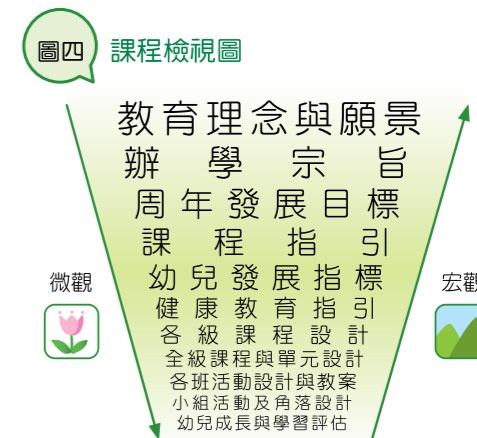 圖四
課程檢視圖
教育理念與願景
辦學宗旨
周年發展目標
課程指引
幼兒發展指標
健康教育指引
各級課程設計
全級課程與單元設計
各班活動設計與教案
小組活動及角落設計
幼兒成長與學習評估
微觀
宏觀